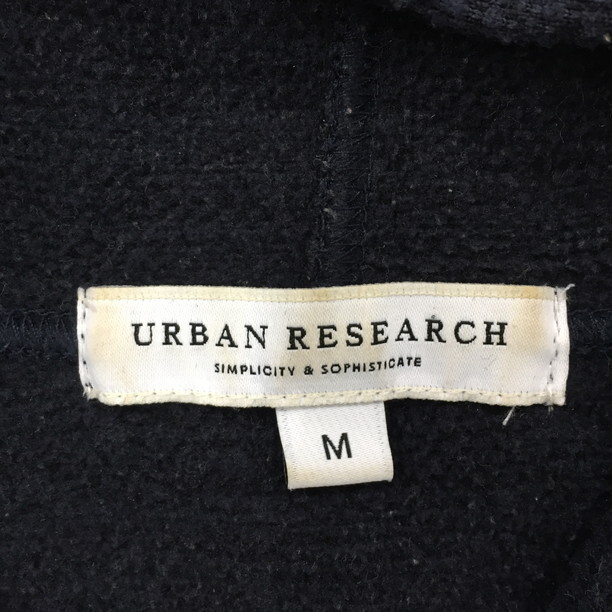 URBAN RESEARCH
SIMPLICITY & SOPHISTICATE
M